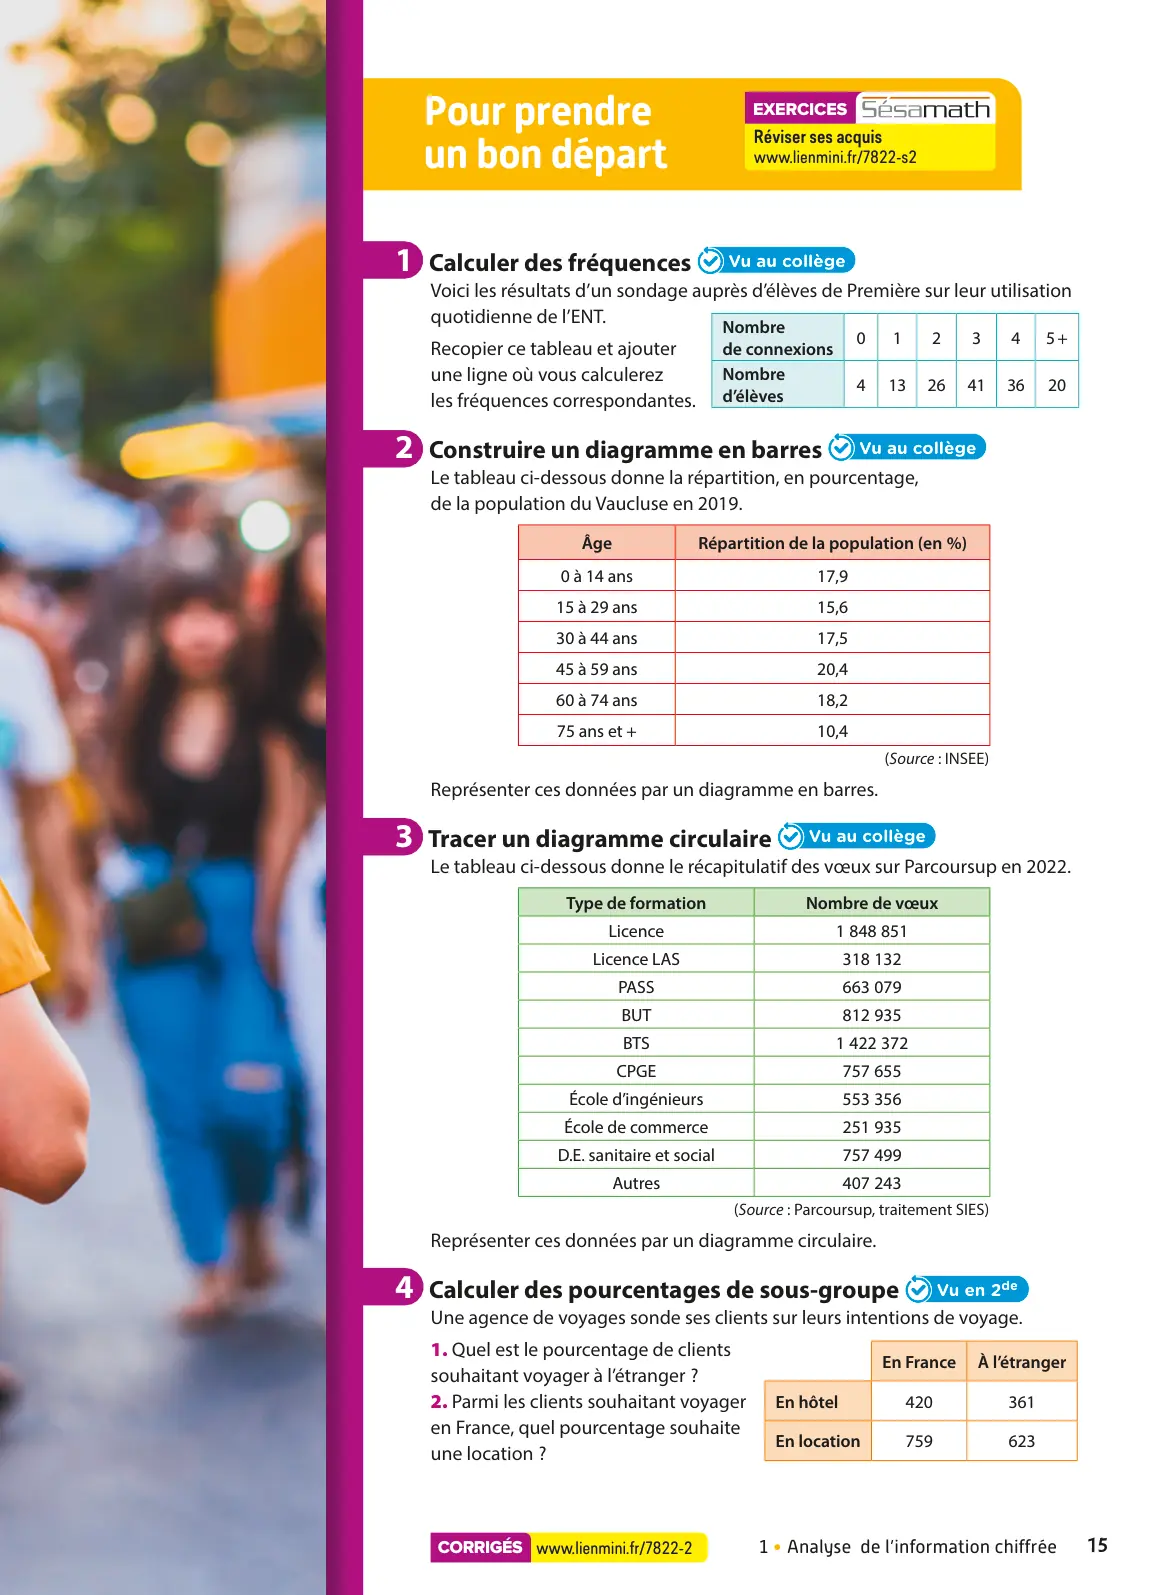 Pour prendre
un bon départ
EXERCICES Sésamath
Réviser ses acquis
www.lienmini.fr/7822-s2
1 Calculer des fréquences Vu au collège
Voici les résultats d'un sondage auprès d'élèves de Première sur leur utilisation
quotidienne de l'ENT.
Recopier ce tableau et ajouter
une ligne où vous calculerez
les fréquences correspondantes.
Nombre
de connexions 0 1 2 3 4 5 +
Nombre
d'élèves 4 13 26 41 36 20
2 Construire un diagramme en barres Vu au collège
Le tableau ci-dessous donne la répartition, en pourcentage,
de la population du Vaucluse en 2019.
Âge Répartition de la population (en %)
0 à 14 ans 17,9
15 à 29 ans 15,6
30 à 44 ans 17,5
45 à 59 ans 20,4
60 à 74 ans 18,2
75 ans et + 10,4
(Source : INSEE)
Représenter ces données par un diagramme en barres.
3 Tracer un diagramme circulaire Vu au collège
Le tableau ci-dessous donne le récapitulatif des vœux sur Parcoursup en 2022.
Type de formation Nombre de vœux
Licence 1 848 851
Licence LAS 318 132
PASS 663 079
BUT 812 935
BTS 1 422 372
CPGE 757 655
École d'ingénieurs 553 356
École de commerce 251 935
D.E. sanitaire et social 757 499
Autres 407 243
(Source : Parcoursup, traitement SIES)
Représenter ces données par un diagramme circulaire.
4 Calculer des pourcentages de sous-groupe Vu en 2de
Une agence de voyages sonde ses clients sur leurs intentions de voyage.
1. Quel est le pourcentage de clients
souhaitant voyager à l'étranger ?
2. Parmi les clients souhaitant voyager
en France, quel pourcentage souhaite
une location ?
En France À l'étranger
En hôtel 420 361
En location 759 623
CORRIGÉS www.lienmini.fr/7822-2
1 • Analyse de l'information chiffrée 15